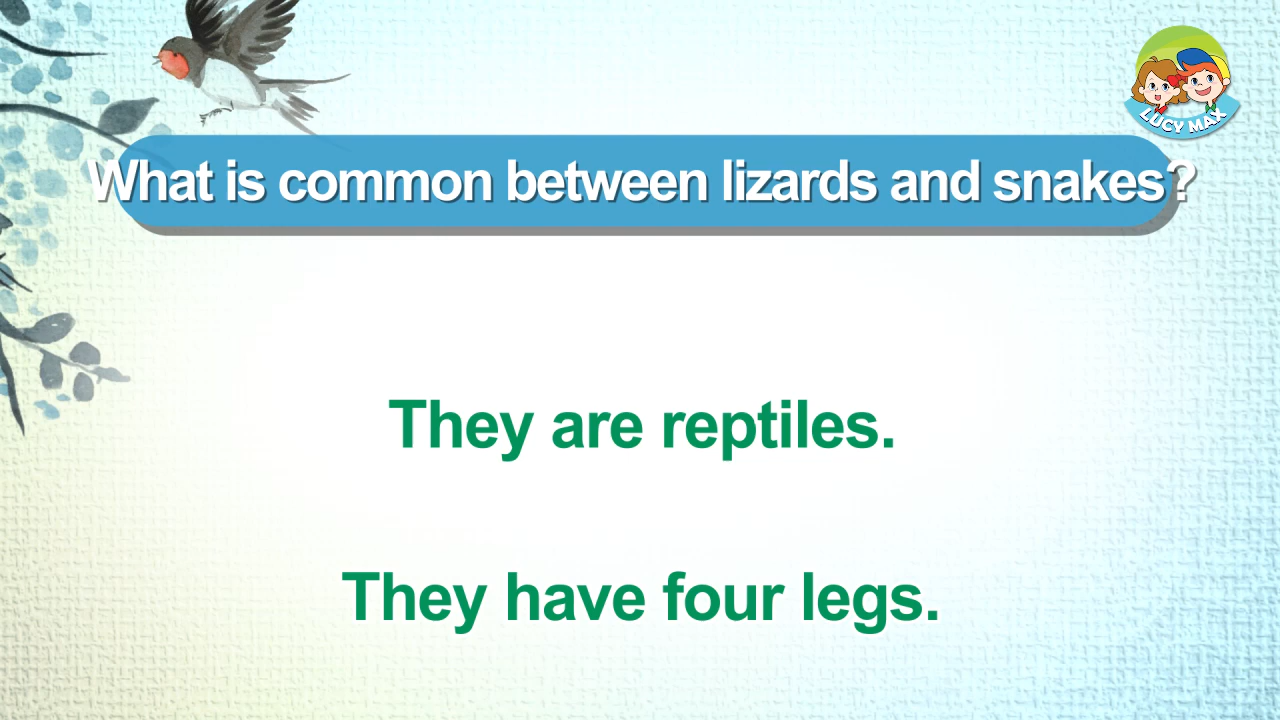 LUCY MAX
What is common between lizards and snakes?
They are reptiles.
They have four legs.